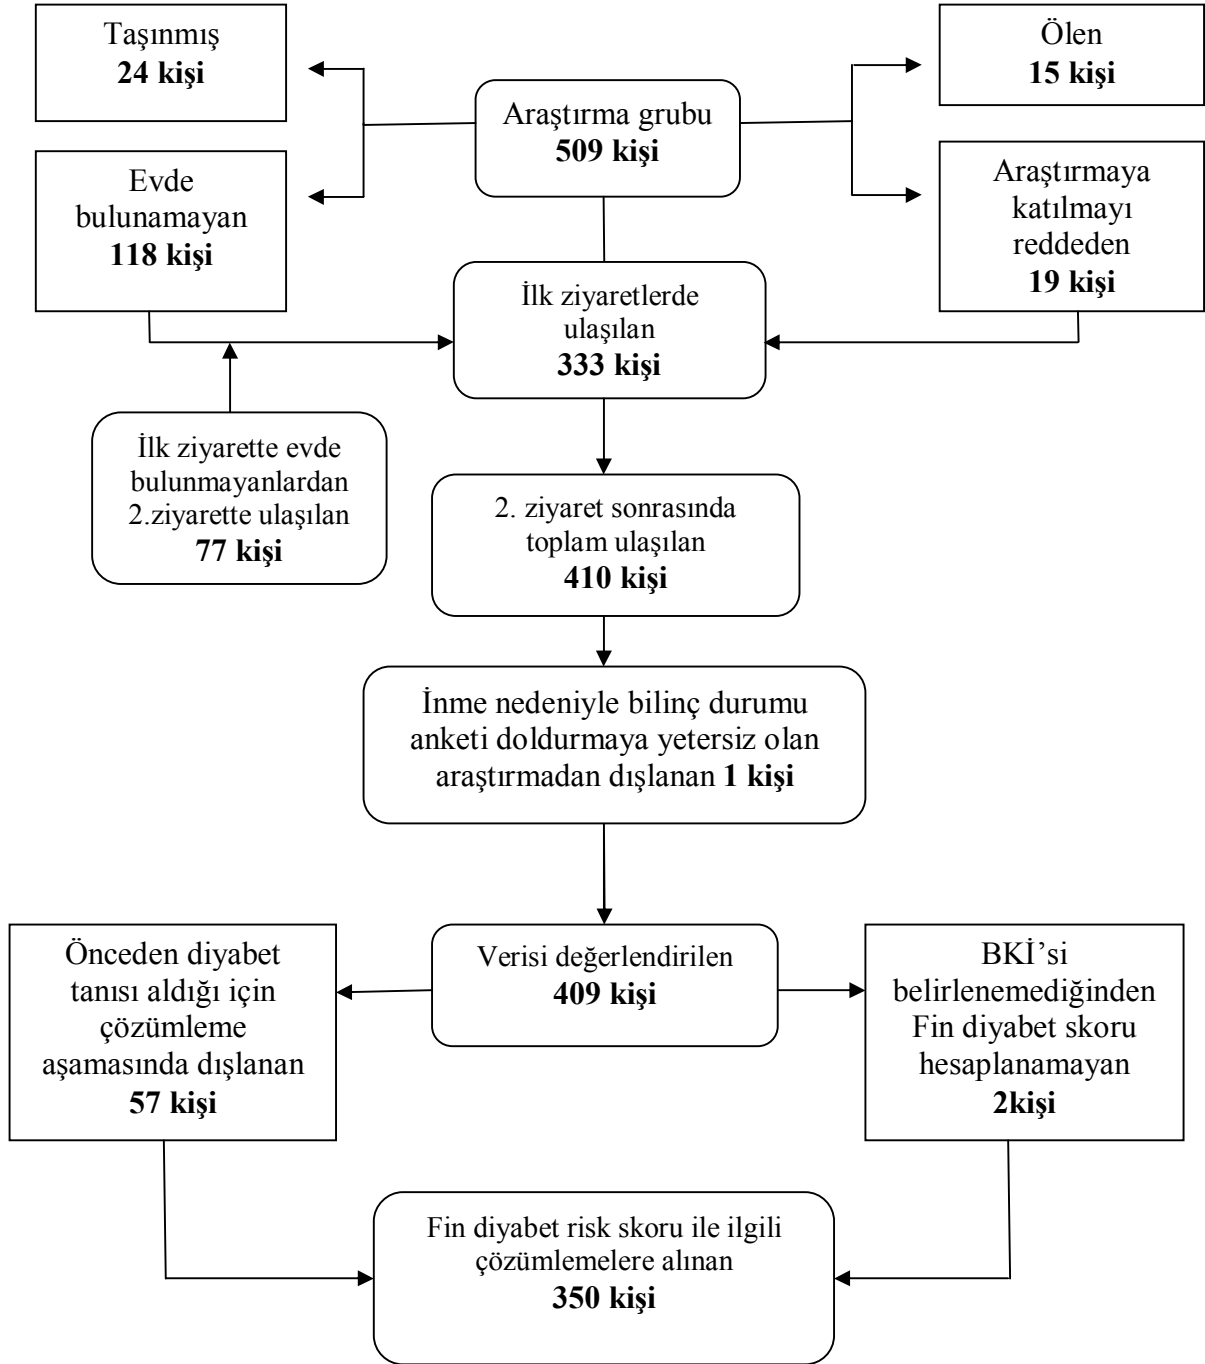 Taşınmış
24 kişi
Ölen
15 kişi
Araştırma grubu
509 kişi
Evde
bulunamayan
118 kişi
Araştırmaya
katılmayı
reddeden
19 kişi
İlk ziyaretlerde
ulaşılan
333 kişi
İlk ziyarette evde
bulunmayanlardan
2.ziyarette ulaşılan
77 kişi
2. ziyaret sonrasında
toplam ulaşılan
410 kişi
İnme nedeniyle bilinç durumu
anketi doldurmaya yetersiz olan
araştırmadan dışlanan 1 kişi
Önceden diyabet
tanısı aldığı için
çözümleme
aşamasında dışlanan
57 kişi
Verisi değerlendirilen
409 kişi
BKİ’si
belirlenemediğinden
Fin diyabet skoru
hesaplanamayan
2kişi
Fin diyabet risk skoru ile ilgili
çözümlemelere alınan
350 kişi